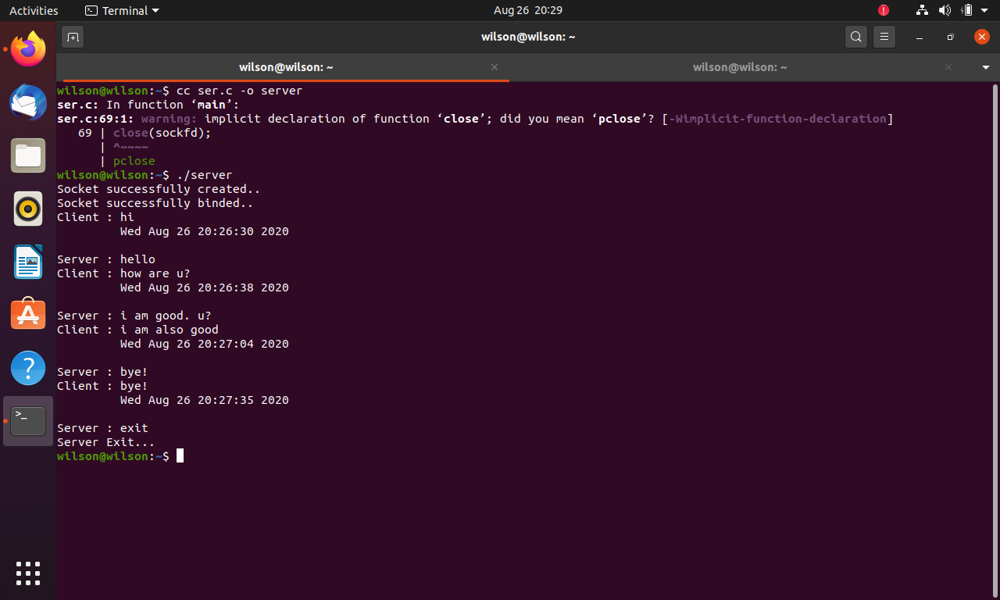 Activities Terminal Aug 26 20:29
wilson@wilson: ~
wilson@wilson: ~ wilson@wilson: ~
wilson@wilson:~$ cc ser.c -o server
ser.c: In function ‘main’:
ser.c:69:1: warning: implicit declaration of function ‘close’; did you mean ‘pclose’? [-Wimplicit-function-declaration]
   69 | close(sockfd);
      | ^~~~~
      | pclose
wilson@wilson:~$ ./server
Socket successfully created..
Socket successfully binded..
Client : hi
         Wed Aug 26 20:26:30 2020
Server : hello
Client : how are u?
         Wed Aug 26 20:26:38 2020
Server : i am good. u?
Client : i am also good
         Wed Aug 26 20:27:04 2020
Server : bye!
Client : bye!
         Wed Aug 26 20:27:35 2020
Server : exit
Server Exit...
wilson@wilson:~$